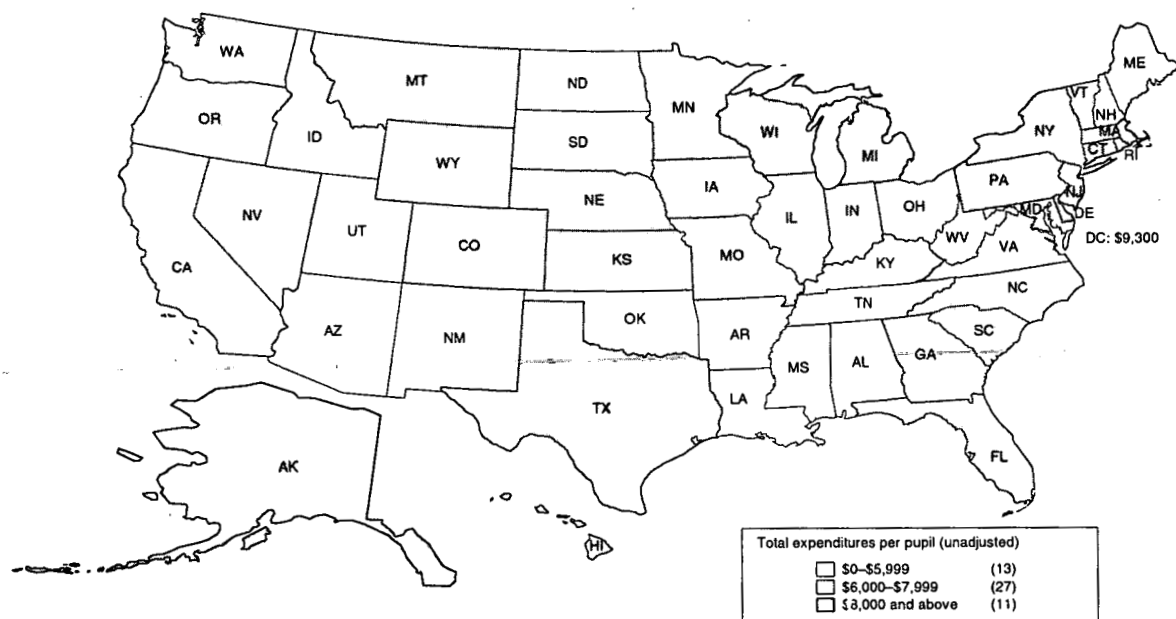 WA
MT
ND
MN
ME
VT
NH
OR
ID
SD
WI
MI
NY
MA
CT
RI
WY
IA
PA
NJ
NE
NV
UT
CO
IL
IN
OH
MD
DE
WV
VA
DC: $9,300
CA
KS
MO
KY
NC
AZ
NM
OK
AR
TN
SC
MS
AL
GA
LA
TX
FL
AK
HI
Total expenditures per pupil (unadjusted)
$0–$5,999 (13)
$6,000–$7,999 (27)
$8,000 and above (11)